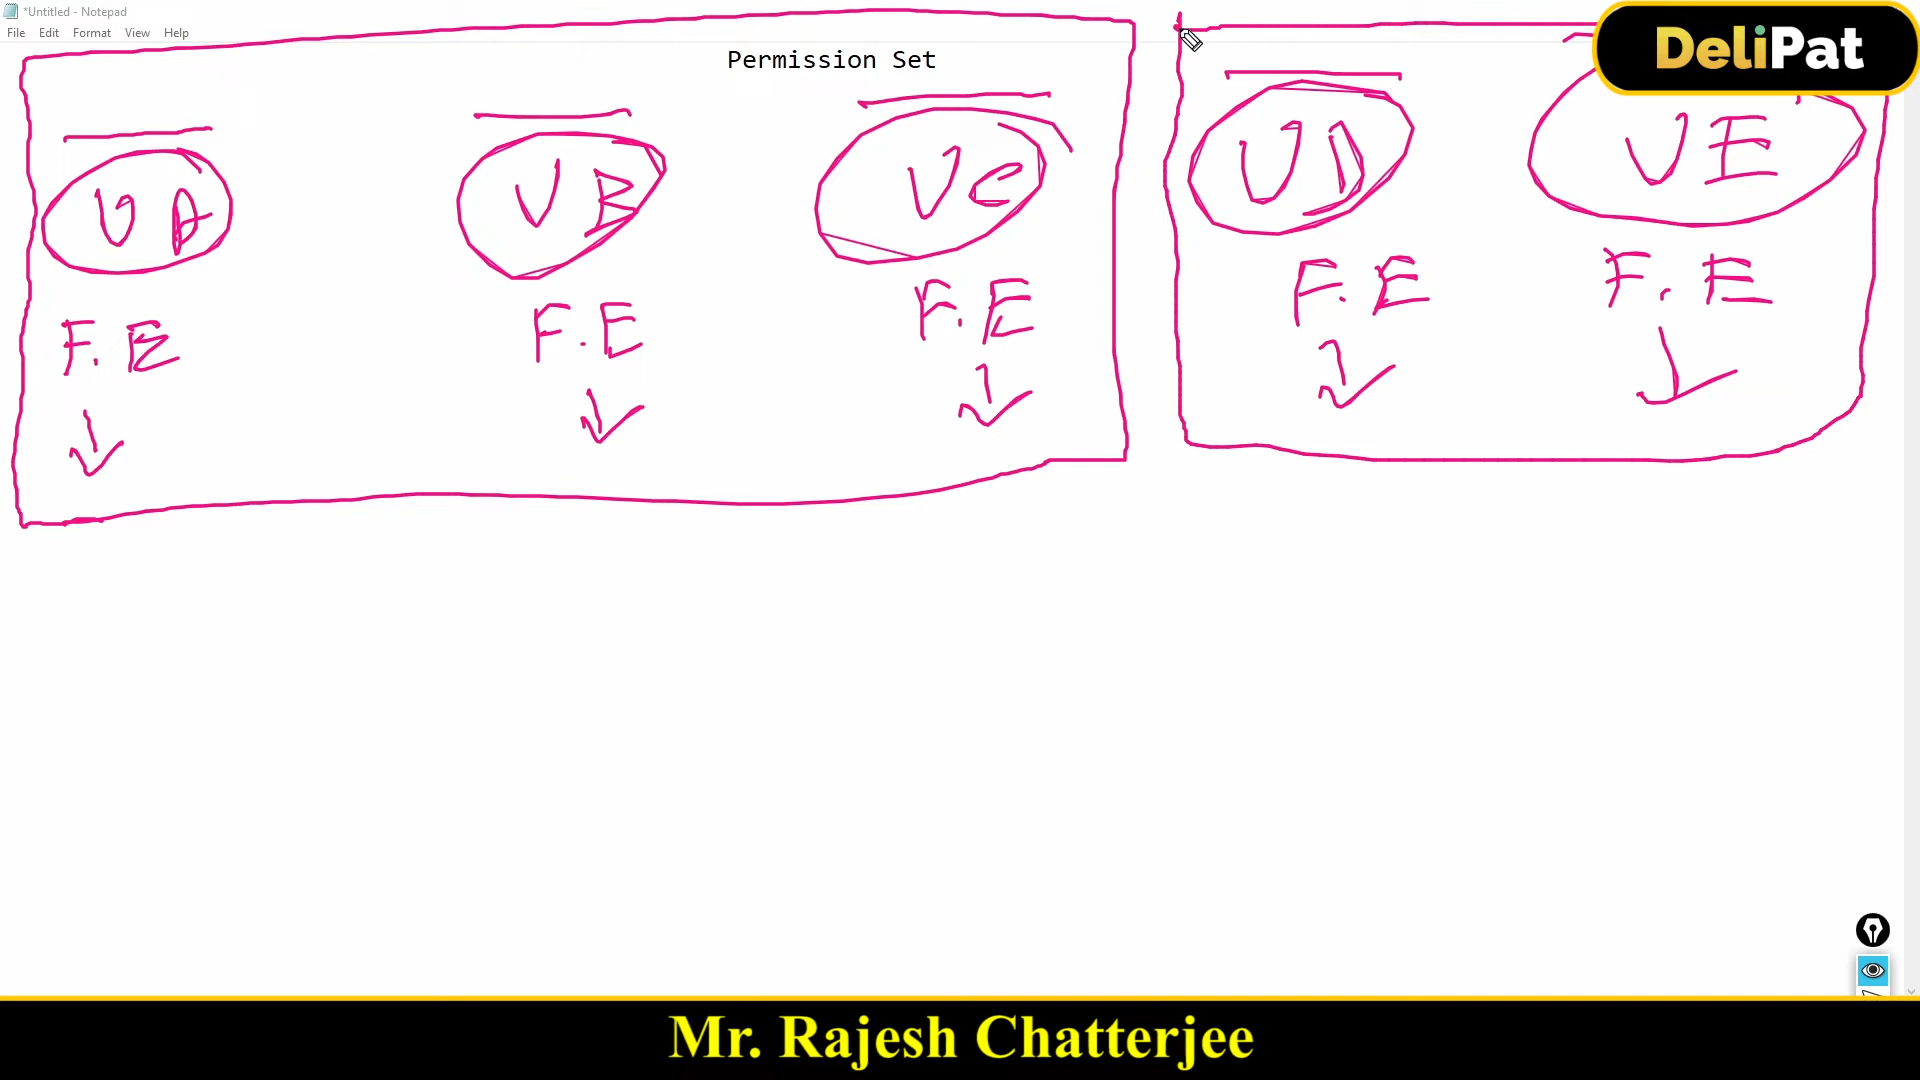 *Untitled - Notepad
File Edit Format View Help
DeliPat
Permission Set
UA UB UC UD UE
F.E F.E F.E F.E F.E
Mr. Rajesh Chatterjee